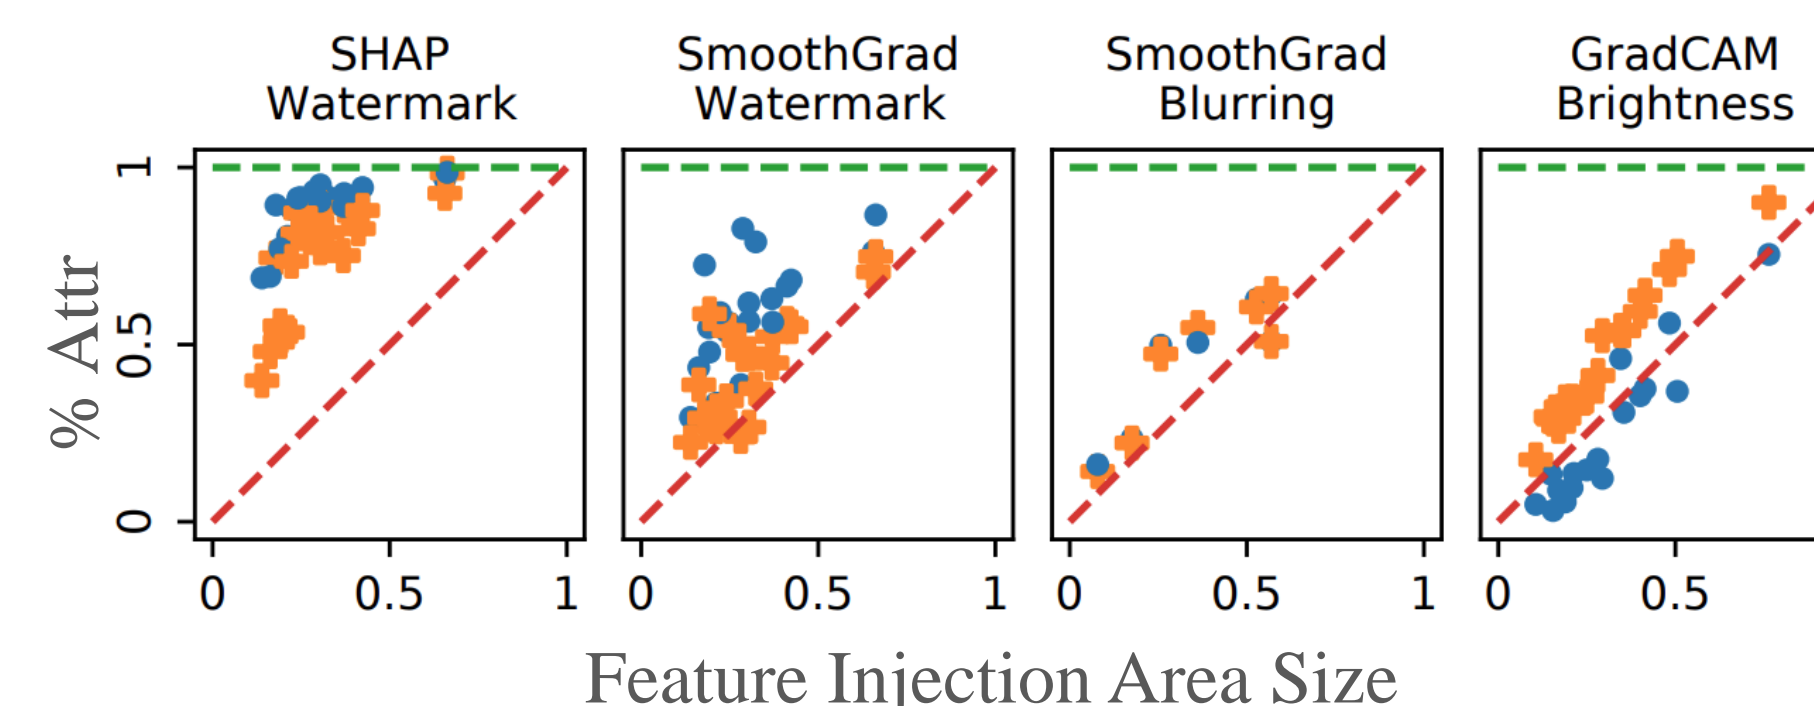 SHAP
Watermark
SmoothGrad
Watermark
SmoothGrad
Blurring
GradCAM
Brightness
% Attr
1
0.5
0
0 0.5 1
0 0.5 1
0 0.5 1
0 0.5
Feature Injection Area Size